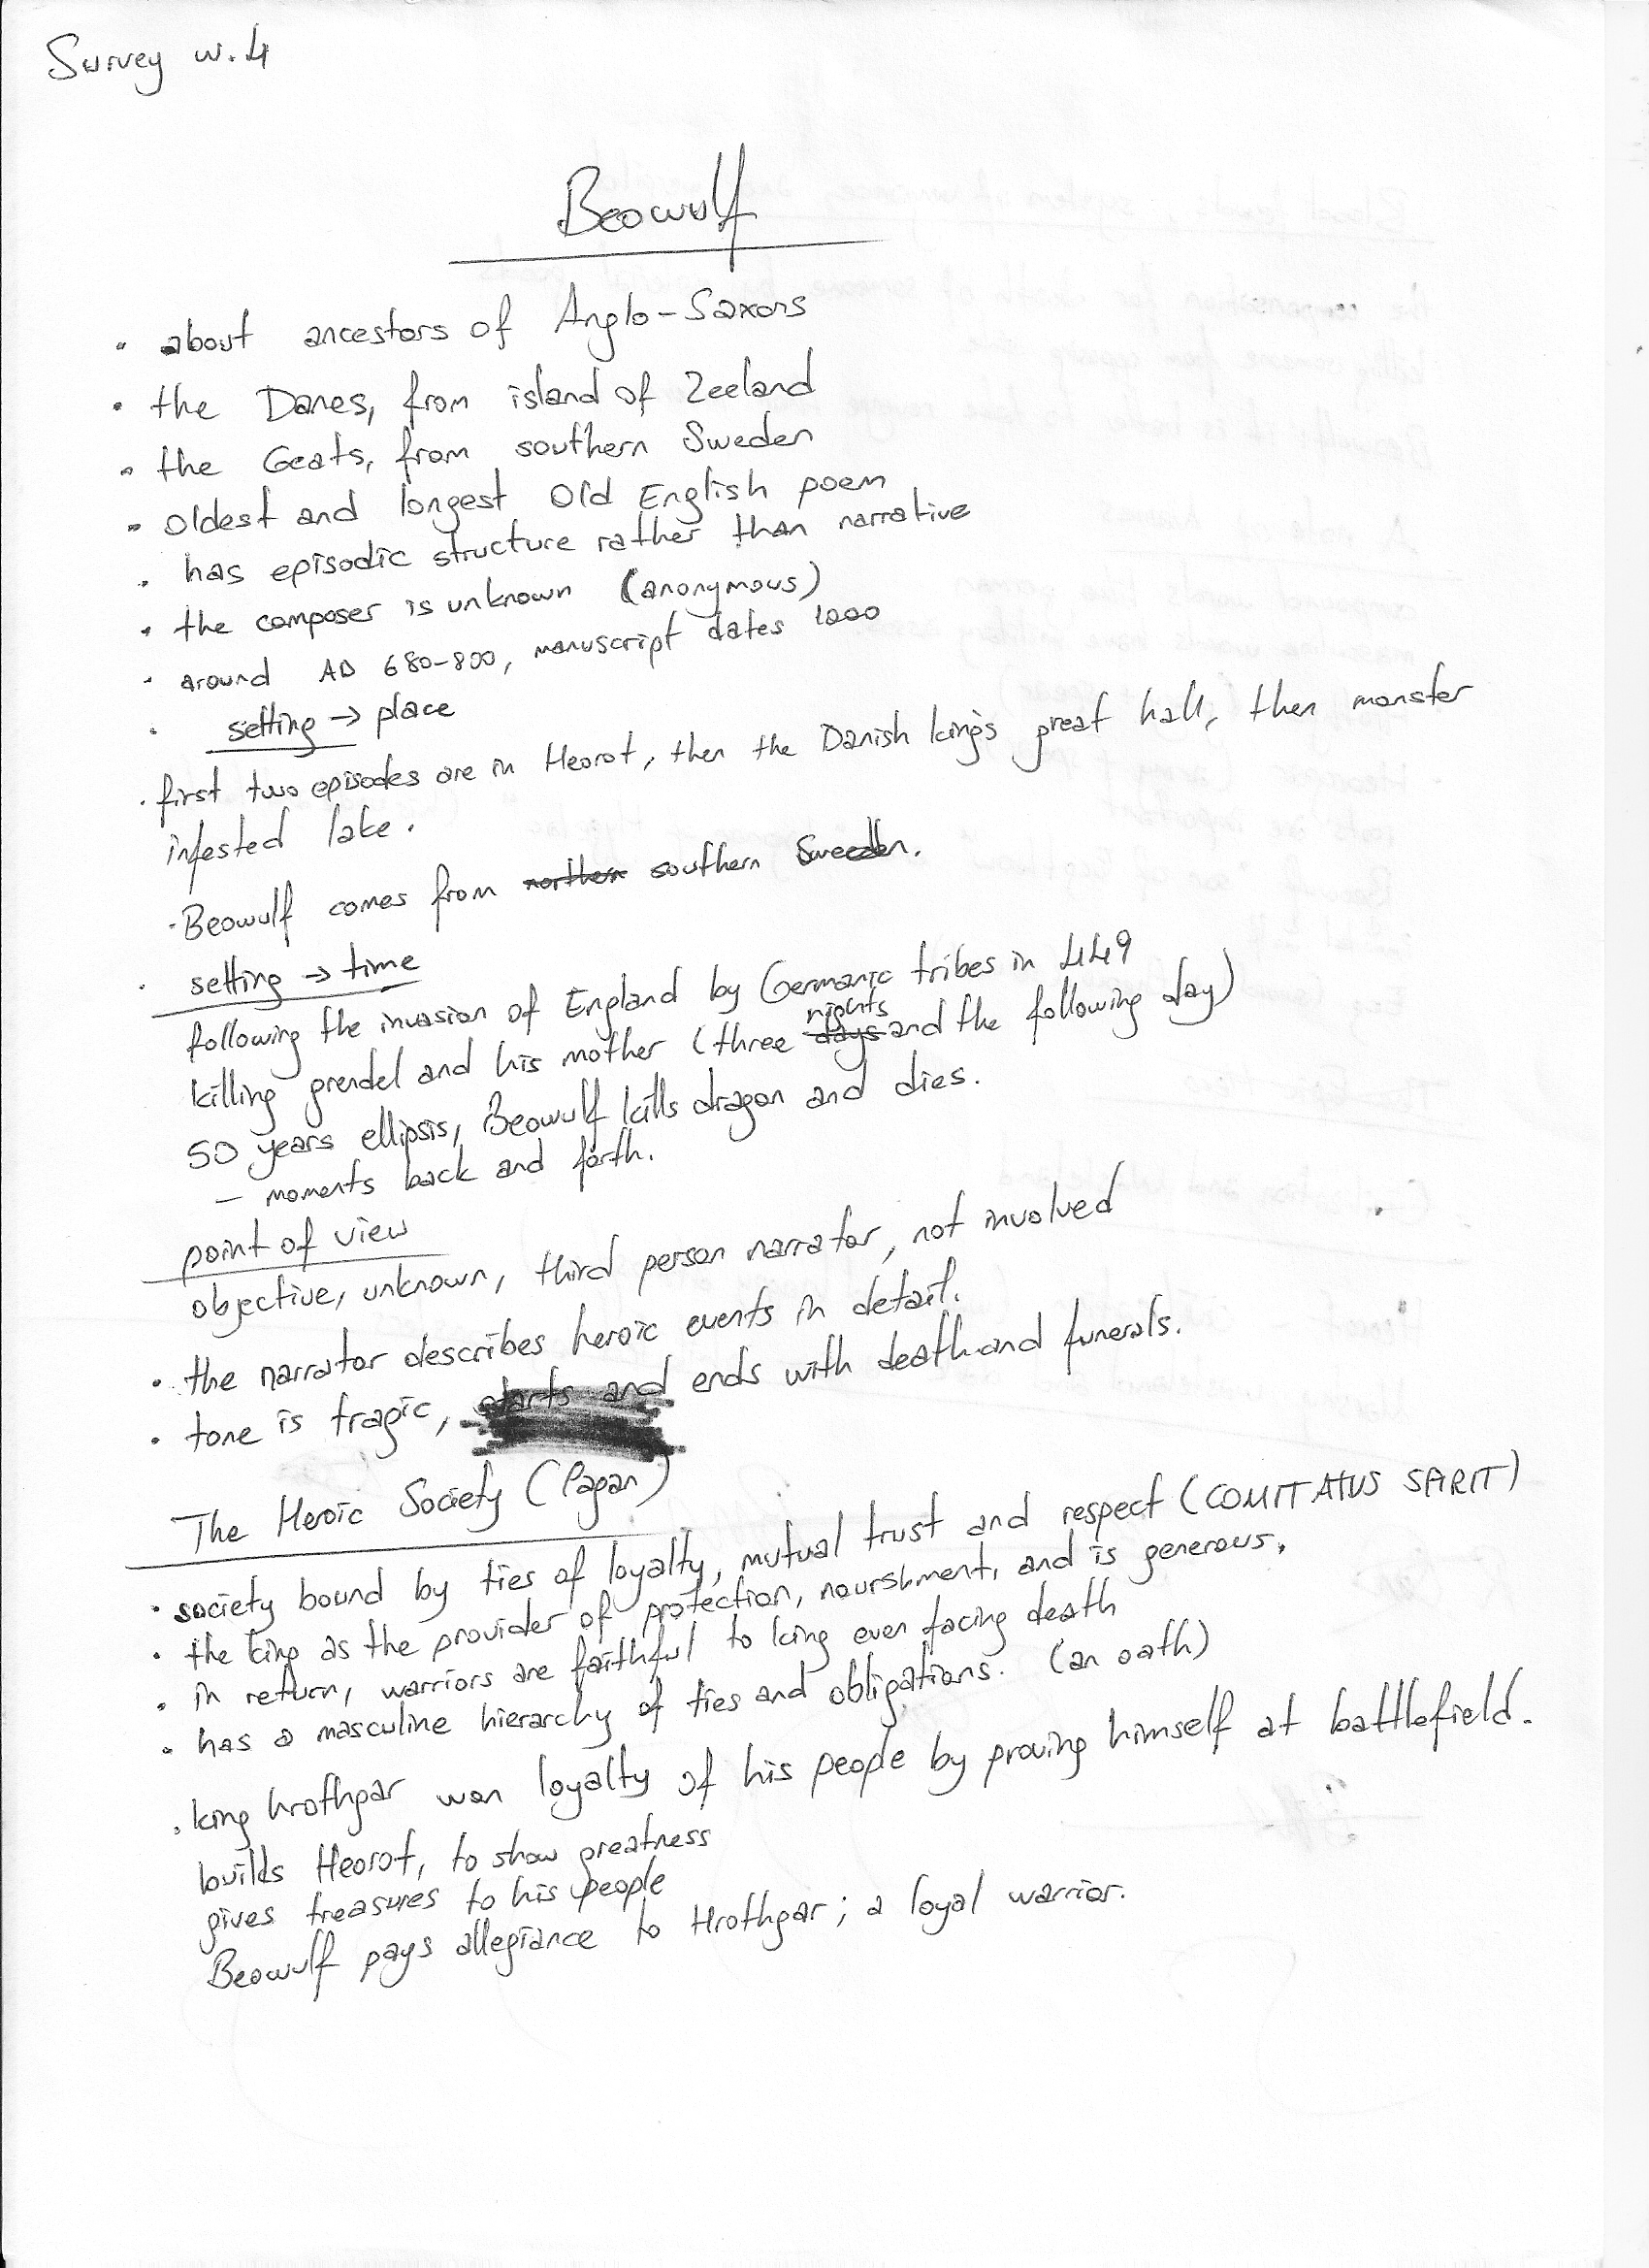 Survey w.4
Beowulf
• about ancestors of Anglo-Saxons
• the Danes, from island of Zeeland
• the Geats, from southern Sweden
• oldest and longest Old English poem
• has episodic structure rather than narrative
• the composer is unknown (anonymous)
• around AD 680-800, manuscript dates 1000
• setting → place
• first two episodes are in Heorot, then the Danish king's great hall, then monster
infested lake.
• Beowulf comes from northern southern Sweden.
• setting → time
following the invasion of England by Germanic tribes in 449
nights
killing grendel and his mother (three days and the following day)
50 years ellipsis, Beowulf kills dragon and dies.
- moments back and forth.
point of view
objective, unknown, third person narrator, not involved
• the narrator describes heroic events in detail.
• tone is tragic, starts and ends with death and funerals.
The Heroic Society (Pagan)
• society bound by ties of loyalty, mutual trust and respect (COMITATUS SPIRIT)
• the king as the provider of protection, nourishment, and is generous.
• in return, warriors are faithful to king even facing death
• has a masculine hierarchy of ties and obligations. (an oath)
• king hrothgar won loyalty of his people by proving himself at battlefield.
builds Heorot, to show greatness
gives treasures to his people
Beowulf pays allegiance to Hrothgar; a loyal warrior.